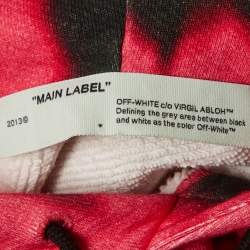 "MAIN LABEL"
2013©
OFF-WHITE c/o VIRGIL ABLOH™
Defining the grey area between black
and white as the color Off-White™